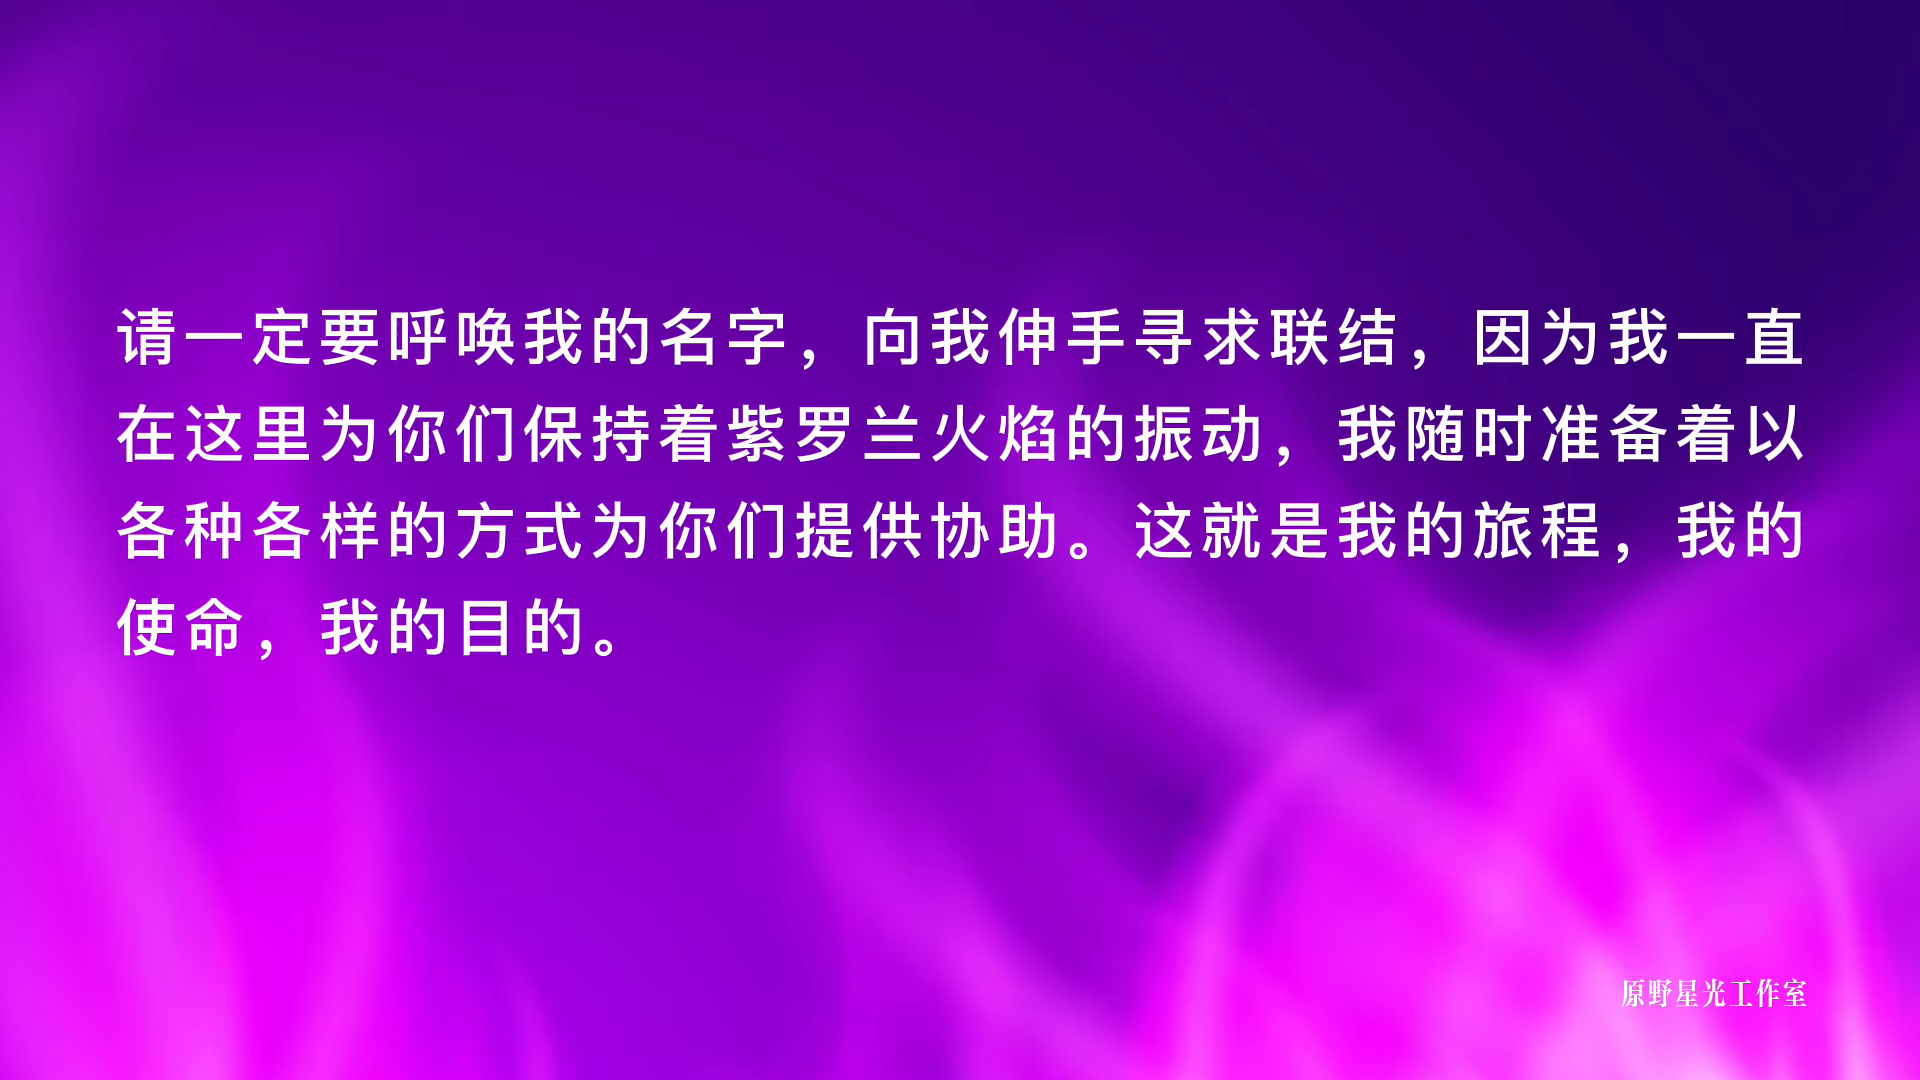 请一定要呼唤我的名字，向我伸手寻求联结，因为我一直
在这里为你们保持着紫罗兰火焰的振动，我随时准备着以
各种各样的方式为你们提供协助。这就是我的旅程，我的
使命，我的目的。
原野星光工作室